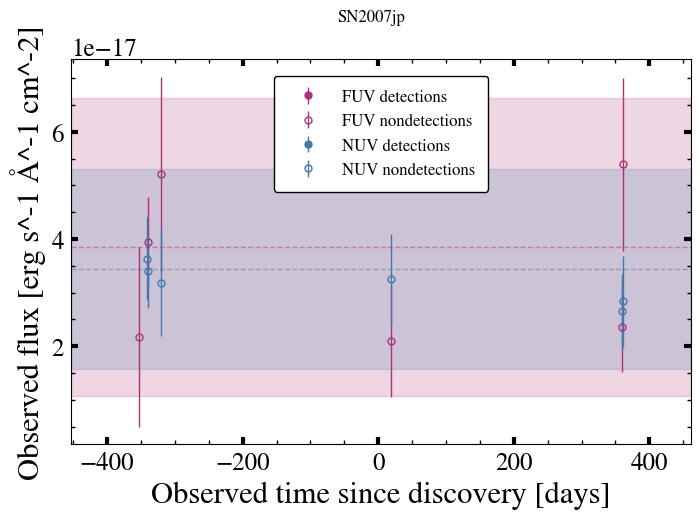 SN2007jp
1e−17
FUV detections
FUV nondetections
NUV detections
NUV nondetections
6
4
2
Observed flux [erg s^-1 Å^-1 cm^-2]
−400 −200 0 200 400
Observed time since discovery [days]